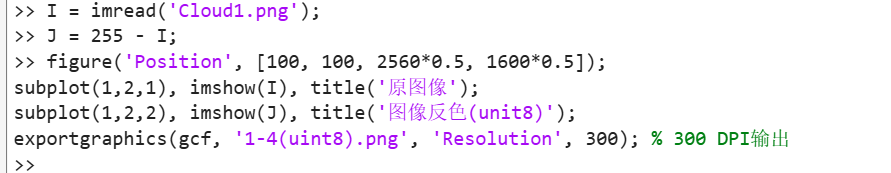 >> I = imread('Cloud1.png');
>> J = 255 - I;
>> figure('Position', [100, 100, 2560*0.5, 1600*0.5]);
subplot(1,2,1), imshow(I), title('原图像');
subplot(1,2,2), imshow(J), title('图像反色(unit8)');
exportgraphics(gcf, '1-4(uint8).png', 'Resolution', 300); % 300 DPI输出
>>